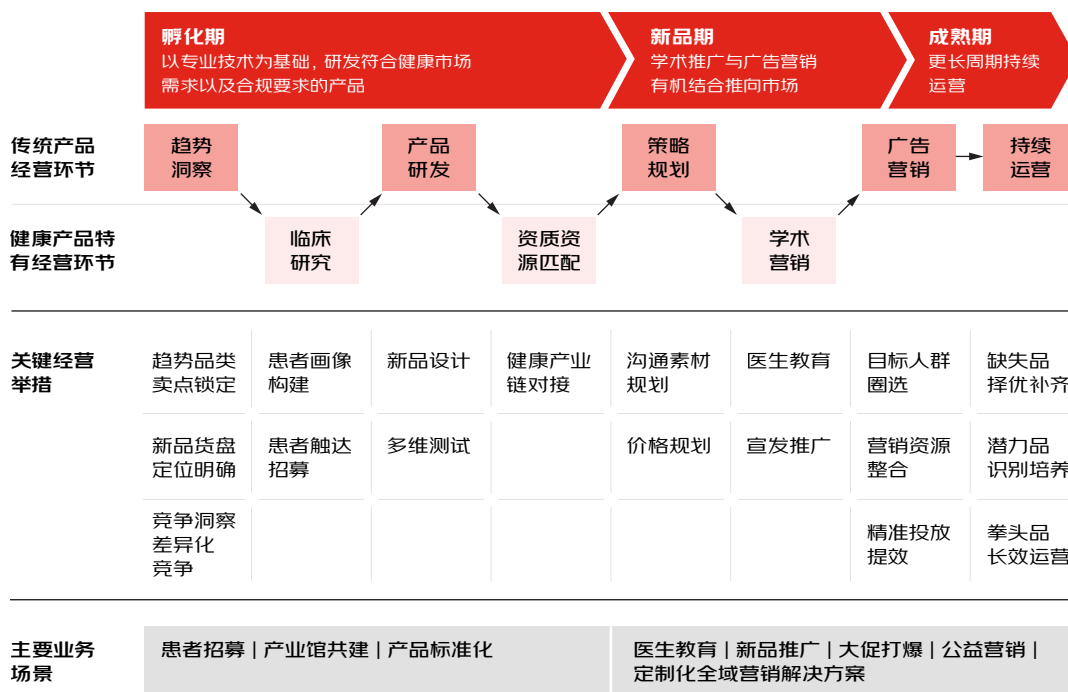 孵化期
以专业技术为基础，研发符合健康市场
需求以及合规要求的产品
新品期
学术推广与广告营销
有机结合推向市场
成熟期
更长周期持续
运营
传统产品
经营环节
趋势
洞察
产品
研发
策略
规划
广告
营销
持续
运营
健康产品特
有经营环节
临床
研究
资质资
源匹配
学术
营销
关键经营
举措
趋势品类
卖点锁定
患者画像
构建
新品设计
健康产业
链对接
沟通素材
规划
医生教育
目标人群
圈选
缺失品
择优补齐
新品货盘
定位明确
患者触达
招募
多维测试
价格规划
宣发推广
营销资源
整合
潜力品
识别培养
竞争洞察
差异化
竞争
精准投放
提效
拳头品
长效运营
主要业务
场景
患者招募 | 产业馆共建 | 产品标准化
医生教育 | 新品推广 | 大促打爆 | 公益营销 |
定制化全域营销解决方案